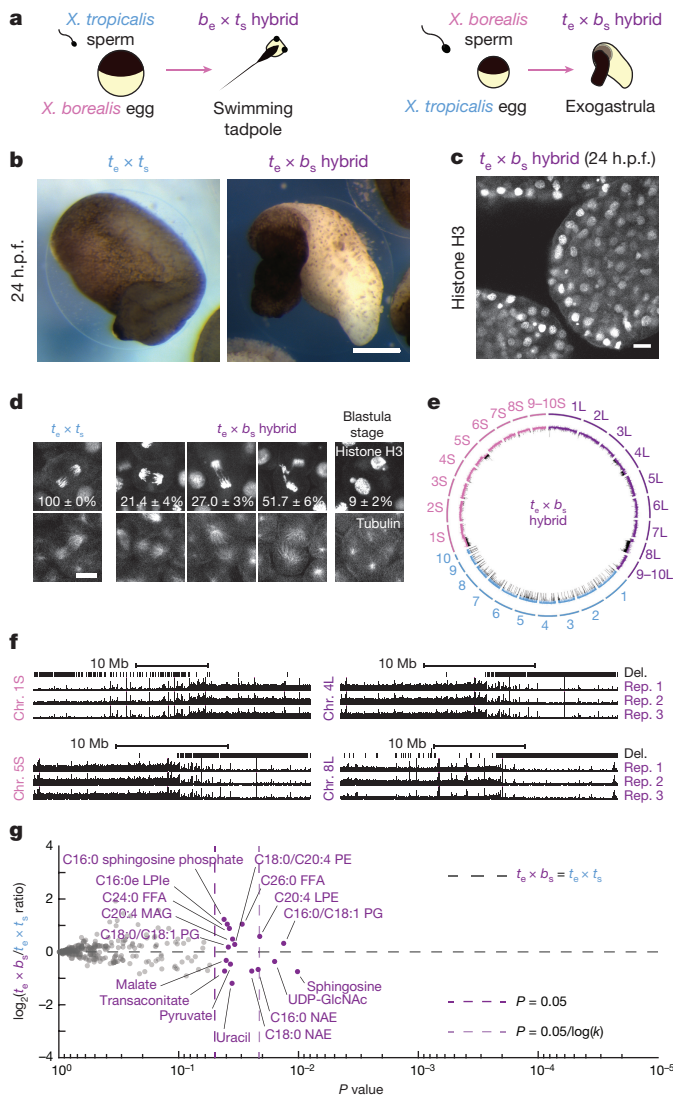 a
X. tropicalis
sperm
b_e × t_s hybrid
X. borealis egg
Swimming
tadpole
X. borealis
sperm
t_e × b_s hybrid
X. tropicalis egg
Exogastrula
b
t_e × t_s
t_e × b_s hybrid
24 h.p.f.
c
t_e × b_s hybrid (24 h.p.f.)
Histone H3
d
t_e × t_s
t_e × b_s hybrid
Blastula
stage
Histone H3
100 ± 0%
21.4 ± 4%
27.0 ± 3%
51.7 ± 6%
9 ± 2%
Tubulin
e
1L
2L
3L
4L
5L
6L
7L
8L
9–10L
1
2
3
4
5
6
7
8
9
10
1S
2S
3S
4S
5S
6S
7S
8S
9–10S
t_e × b_s
hybrid
f
10 Mb
Chr. 1S
10 Mb
Chr. 4L
Del.
Rep. 1
Rep. 2
Rep. 3
10 Mb
Chr. 5S
10 Mb
Chr. 8L
Del.
Rep. 1
Rep. 2
Rep. 3
g
log2(t_e × b_s/t_e × t_s ratio)
4
2
0
−2
−4
C16:0 sphingosine phosphate
C16:0e LPIe
C24:0 FFA
C20:4 MAG
C18:0/C18:1 PG
C18:0/C20:4 PE
C26:0 FFA
C20:4 LPE
C16:0/C18:1 PG
t_e × b_s = t_e × t_s
Malate
Transaconitate
Pyruvate
Uracil
Sphingosine
UDP-GlcNAc
C16:0 NAE
C18:0 NAE
P = 0.05
P = 0.05/log(k)
10⁰
10⁻¹
10⁻²
10⁻³
10⁻⁴
10⁻⁵
P value